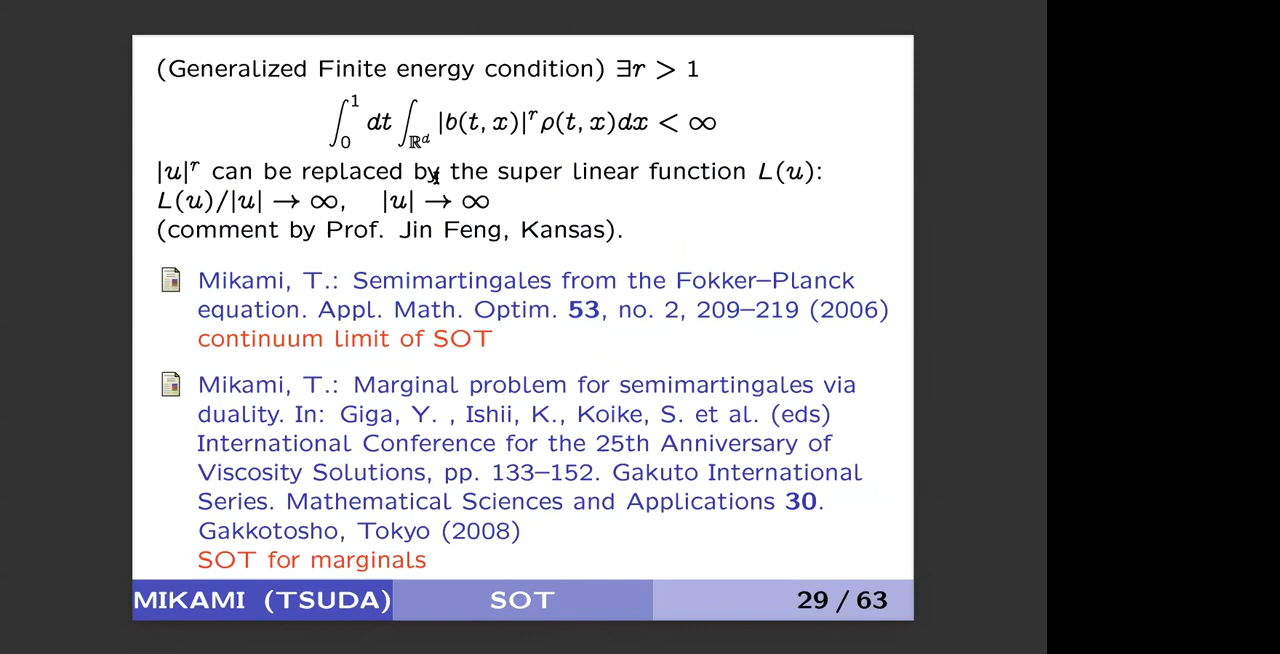 (Generalized Finite energy condition) ∃r > 1
∫₀¹ dt ∫_ℝᵈ |b(t, x)|ʳρ(t, x)dx < ∞
|u|ʳ can be replaced by the super linear function L(u):
L(u)/|u| → ∞, |u| → ∞
(comment by Prof. Jin Feng, Kansas).
Mikami, T.: Semimartingales from the Fokker–Planck
equation. Appl. Math. Optim. 53, no. 2, 209–219 (2006)
continuum limit of SOT
Mikami, T.: Marginal problem for semimartingales via
duality. In: Giga, Y. , Ishii, K., Koike, S. et al. (eds)
International Conference for the 25th Anniversary of
Viscosity Solutions, pp. 133–152. Gakuto International
Series. Mathematical Sciences and Applications 30.
Gakkotosho, Tokyo (2008)
SOT for marginals
MIKAMI (TSUDA) SOT 29 / 63